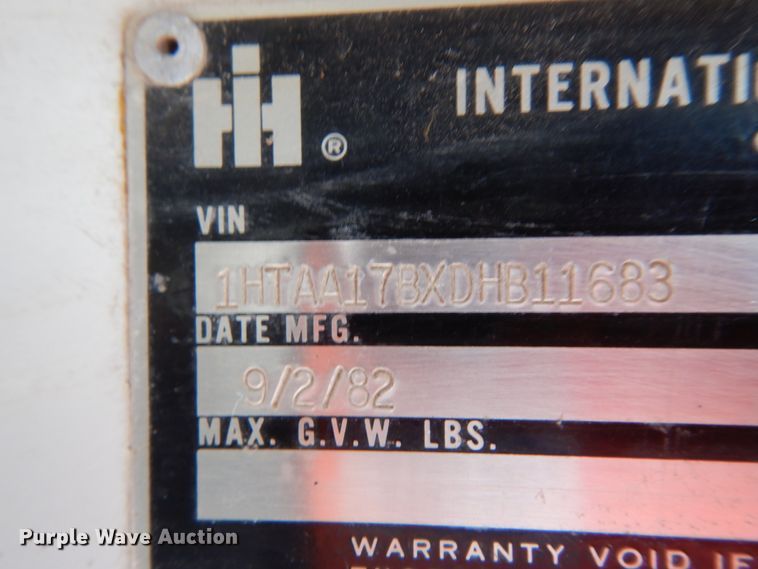 IH ®
INTERNATI
VIN
1HTAA17BXDHB11683
DATE MFG.
9/2/82
MAX. G.V.W. LBS.
WARRANTY VOID IF
Purple Wave Auction